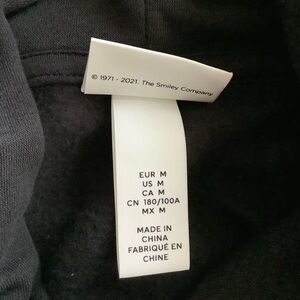 © 1971 - 2021. The Smiley Company
EUR M
US M
CA M
CN 180/100A
MX M
MADE IN
CHINA
FABRIQUÉ EN
CHINE